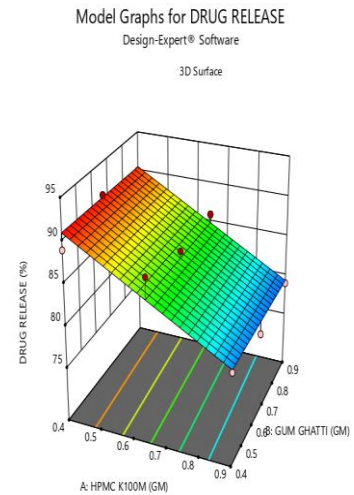 Model Graphs for DRUG RELEASE
Design-Expert® Software
3D Surface
95
90
85
80
75
DRUG RELEASE (%)
0.4
0.5
0.6
0.7
0.8
0.9
A: HPMC K100M (GM)
0.4
0.5
0.6
0.7
0.8
0.9
B: GUM GHATTI (GM)